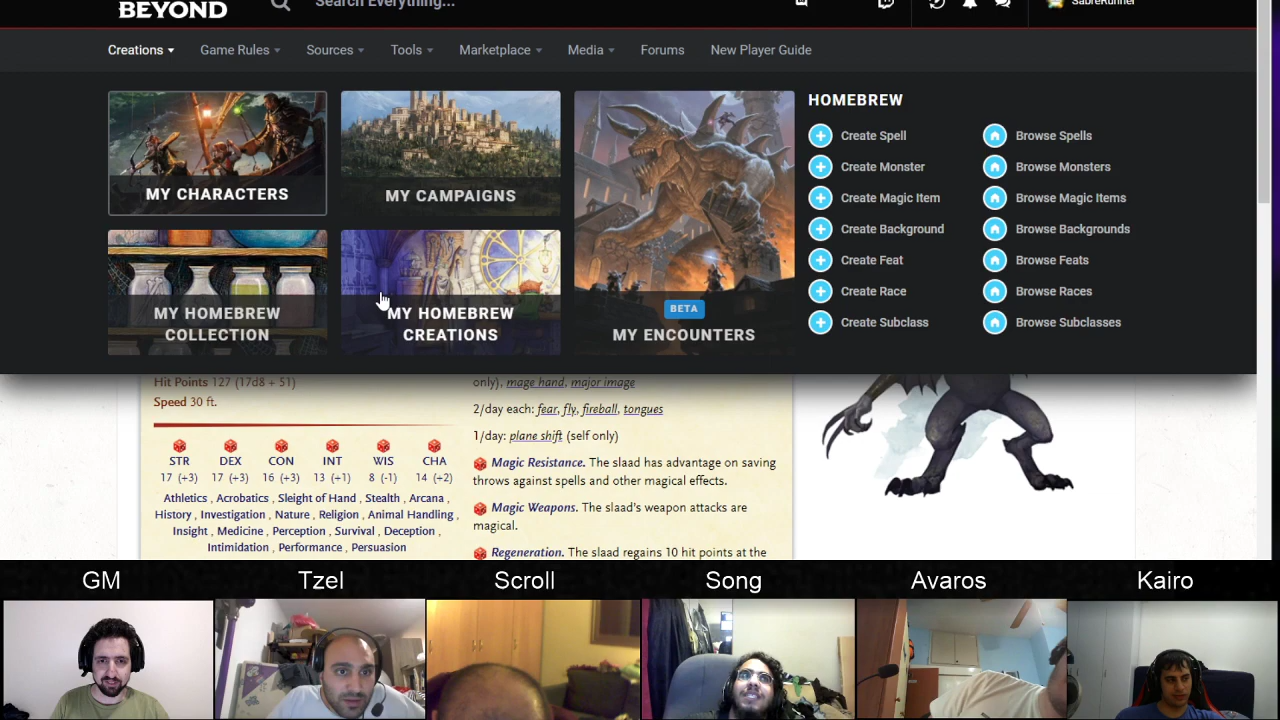 BEYOND
Search Everything...
SabreRunner
Creations
Game Rules
Sources
Tools
Marketplace
Media
Forums
New Player Guide
MY CHARACTERS
MY CAMPAIGNS
MY HOMEBREW
COLLECTION
MY HOMEBREW
CREATIONS
BETA
MY ENCOUNTERS
HOMEBREW
Create Spell
Browse Spells
Create Monster
Browse Monsters
Create Magic Item
Browse Magic Items
Create Background
Browse Backgrounds
Create Feat
Browse Feats
Create Race
Browse Races
Create Subclass
Browse Subclasses
Hit Points 127 (17d8 + 51)
Speed 30 ft.
STR DEX CON INT WIS CHA
17 (+3) 17 (+3) 16 (+3) 13 (+1) 8 (-1) 14 (+2)
Athletics , Acrobatics , Sleight of Hand , Stealth , Arcana ,
History , Investigation , Nature , Religion , Animal Handling ,
Insight , Medicine , Perception , Survival , Deception ,
Intimidation , Performance , Persuasion
only), mage hand, major image
2/day each: fear, fly, fireball, tongues
1/day: plane shift (self only)
Magic Resistance. The slaad has advantage on saving
throws against spells and other magical effects.
Magic Weapons. The slaad's weapon attacks are
magical.
Regeneration. The slaad regains 10 hit points at the
GM
Tzel
Scroll
Song
Avaros
Kairo